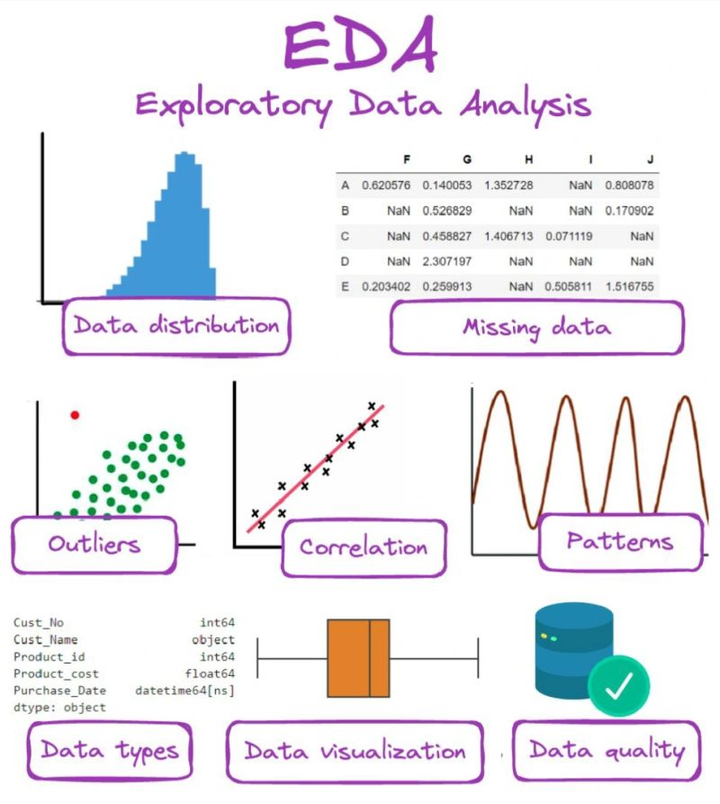 EDA
Exploratory Data Analysis
F G H I J
A 0.620576 0.140053 1.352728 NaN 0.808078
B NaN 0.526829 NaN NaN 0.170902
C NaN 0.458827 1.406713 0.071119 NaN
D NaN 2.307197 NaN NaN NaN
E 0.203402 0.259913 NaN 0.505811 1.516755
Data distribution
Missing data
Outliers
Correlation
Patterns
Cust_No int64
Cust_Name object
Product_id int64
Product_cost float64
Purchase_Date datetime64[ns]
dtype: object
Data types
Data visualization
Data quality